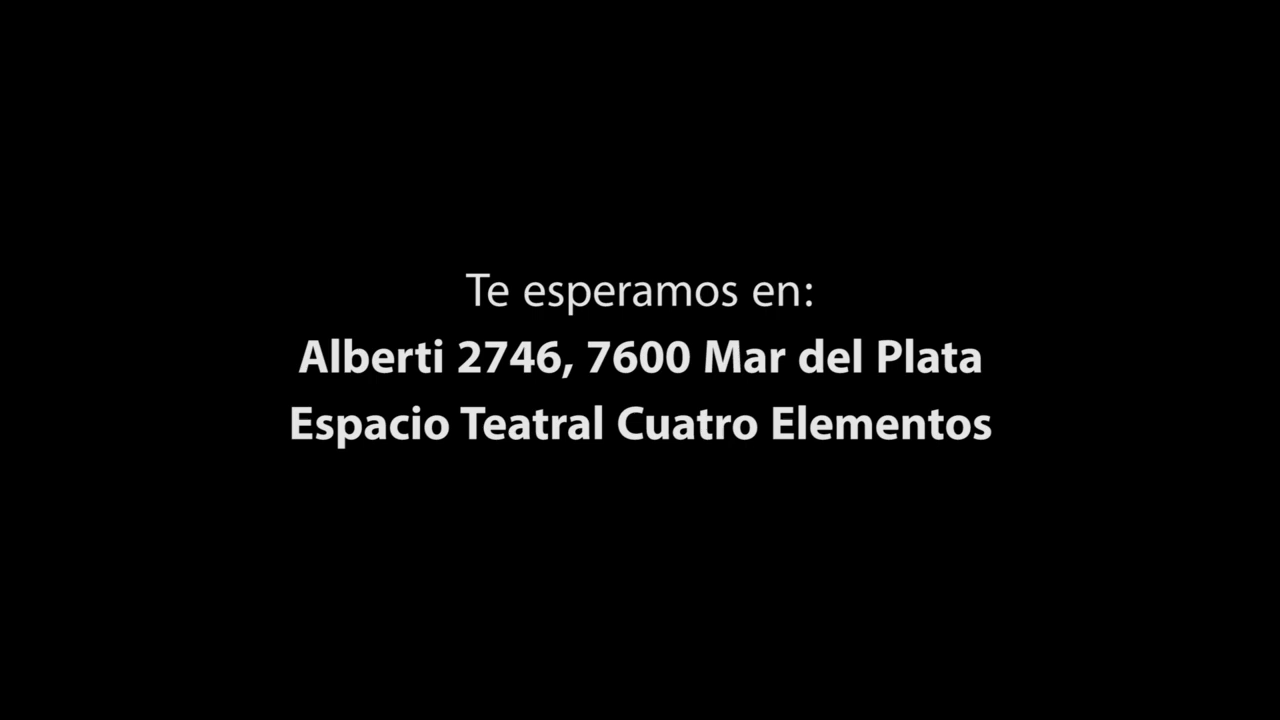 Te esperamos en:
Alberti 2746, 7600 Mar del Plata
Espacio Teatral Cuatro Elementos